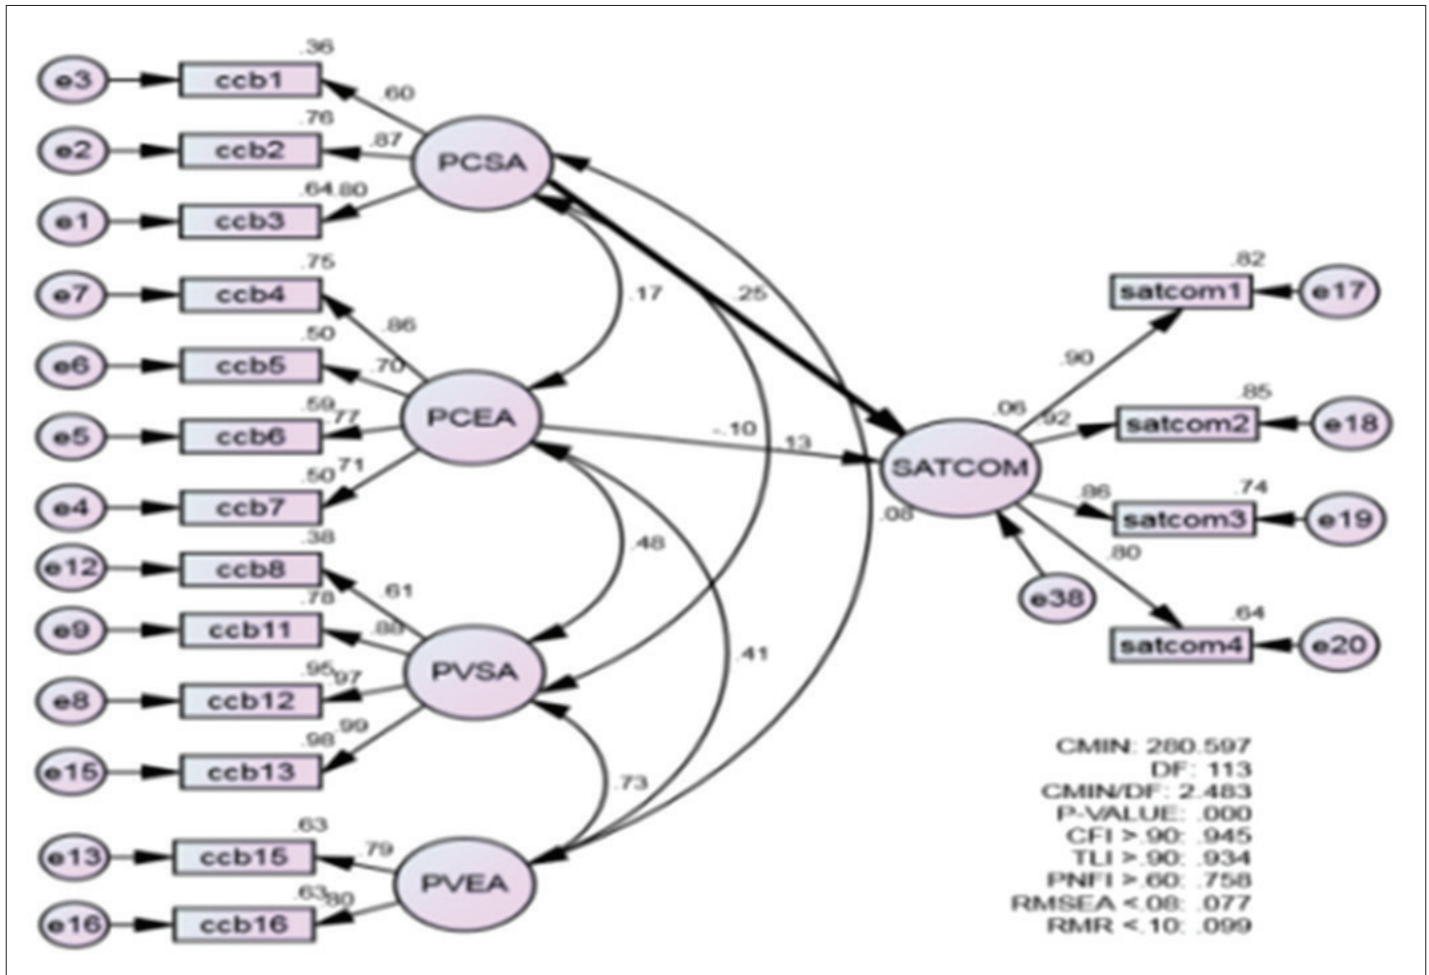 .36
e3 ccb1 .60
.76
e2 ccb2 .87 PCSA
.64 .80
e1 ccb3
.75
e7 ccb4 .17 .25
.86
.50
e6 ccb5 .70
.59 .77 PCEA
e5 ccb6 -.10 .13
.50 .71
e4 ccb7
.38
e12 ccb8 .48
.61
.78
e9 ccb11 .88
.95 .97 PVSA .41
e8 ccb12
.98 .99
e15 ccb13 .73
.63
e13 ccb15 .79
.63 .80 PVEA
e16 ccb16
.82
satcom1 e17
.90
.06 .92 .85
satcom2 e18
SATCOM
.86 .74
.08 satcom3 e19
.80
e38
.64
satcom4 e20
CMIN: 280.597
DF: 113
CMIN/DF: 2.483
P-VALUE: .000
CFI >.90: .945
TLI >.90: .934
PNFI >.60: .758
RMSEA <.08: .077
RMR <.10: .099